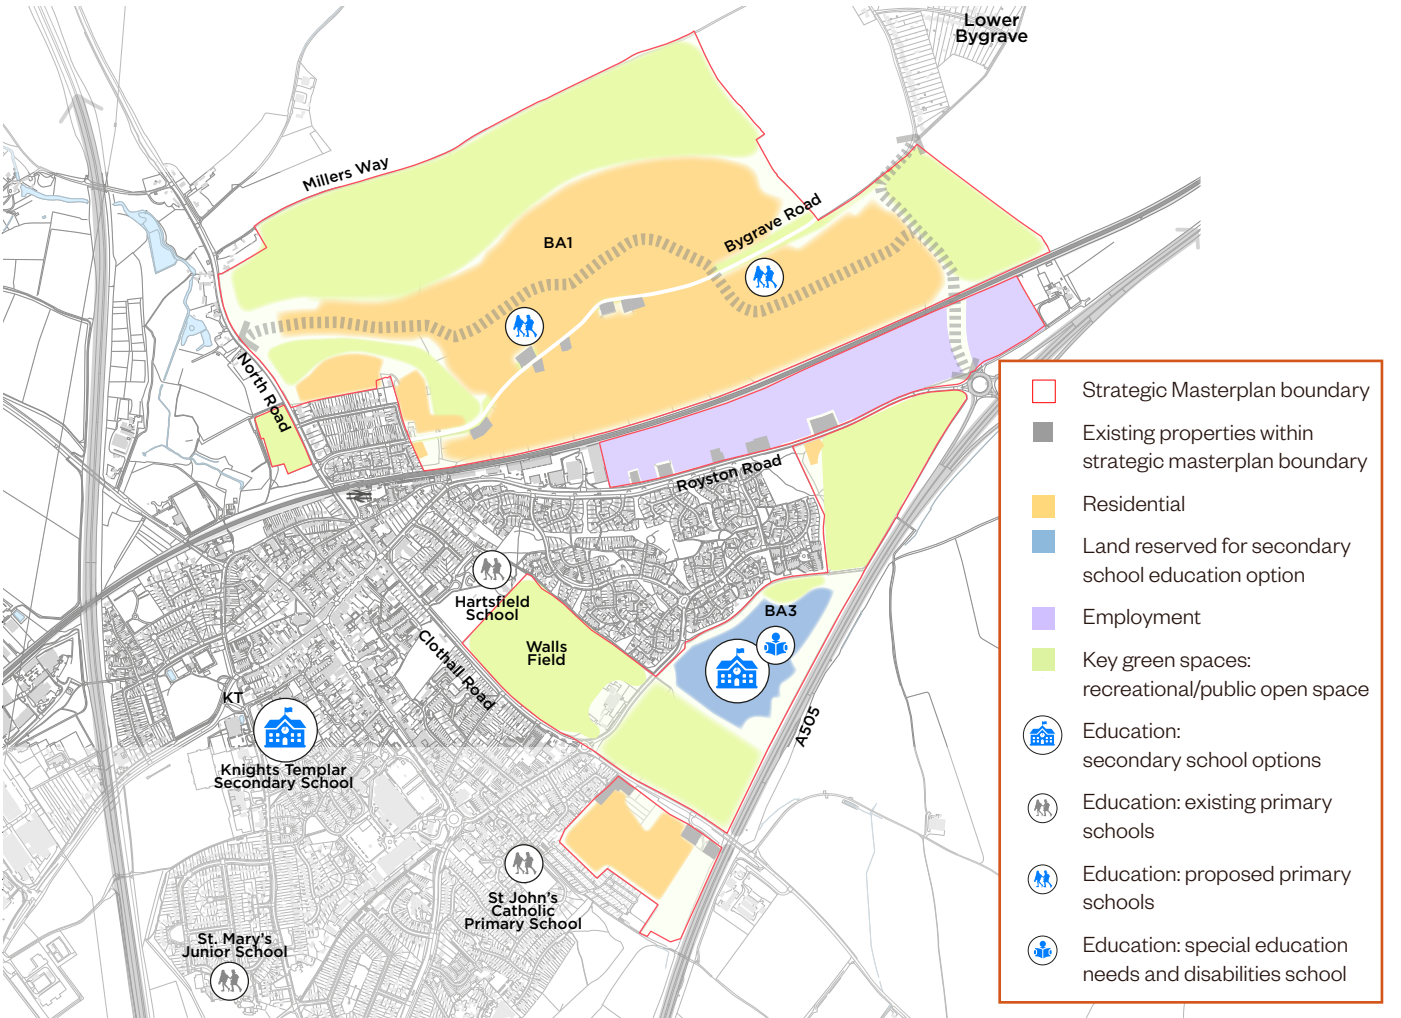 Lower
Bygrave
Millers Way
Bygrave Road
BA1
North Road
Royston Road
Hartsfield
School
BA3
Walls
Field
Clothall Road
KT
A505
Knights Templar
Secondary School
St John's
Catholic
Primary School
St. Mary's
Junior School
Strategic Masterplan boundary
Existing properties within
strategic masterplan boundary
Residential
Land reserved for secondary
school education option
Employment
Key green spaces:
recreational/public open space
Education:
secondary school options
Education: existing primary
schools
Education: proposed primary
schools
Education: special education
needs and disabilities school